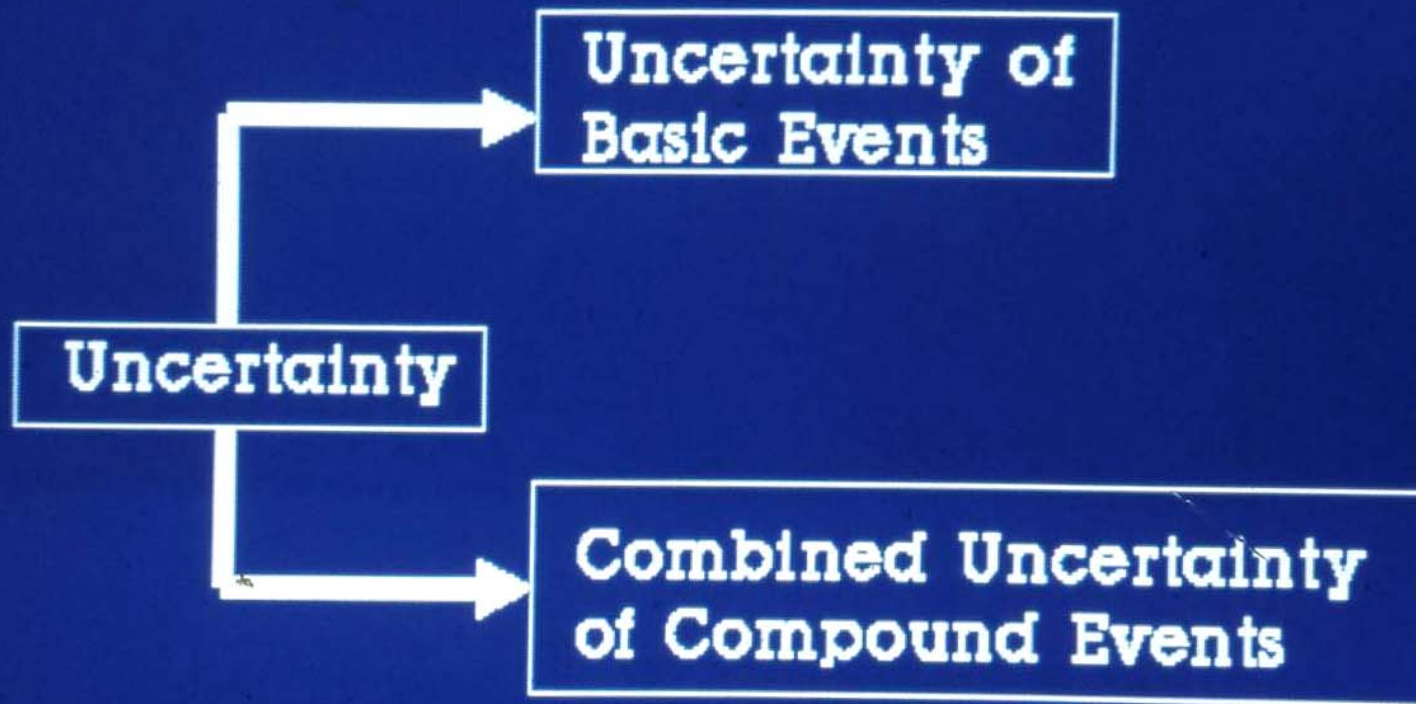 Uncertainty of
Basic Events
Uncertainty
Combined Uncertainty
of Compound Events